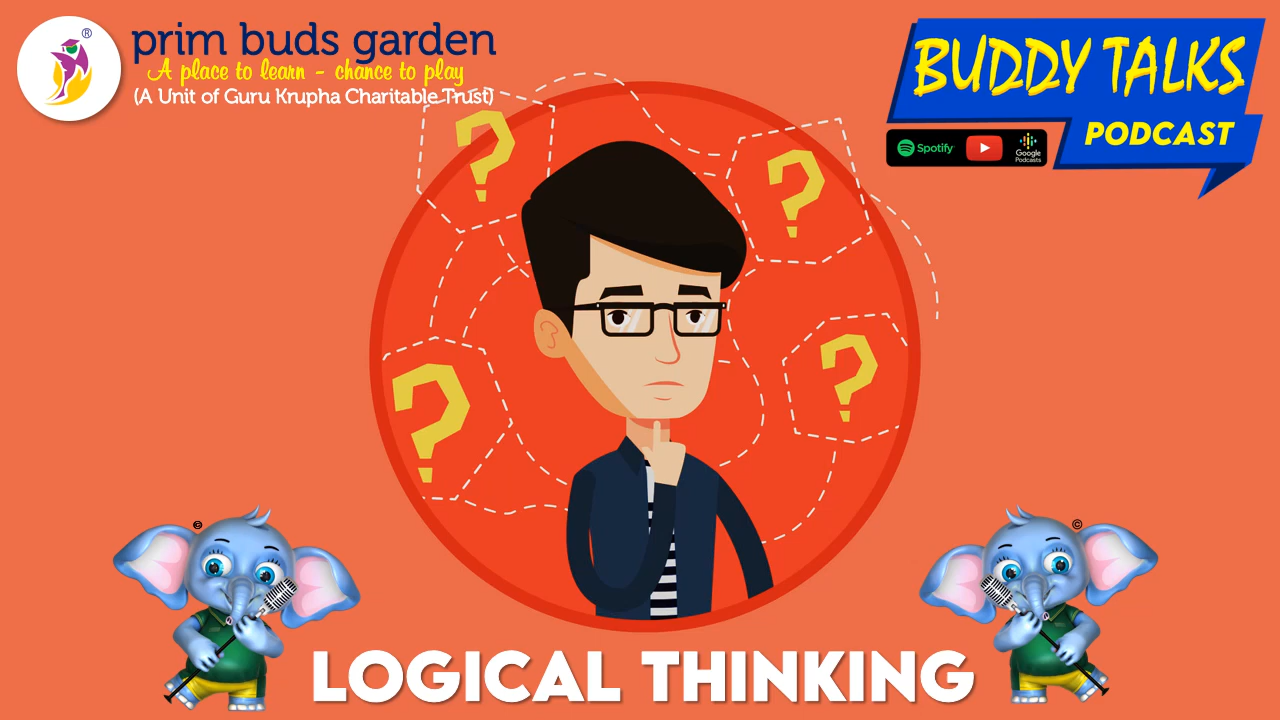 ®
prim buds garden
A place to learn - chance to play
(A Unit of Guru Krupha Charitable Trust)
BUDDY TALKS
PODCAST
Spotify
Google
Podcasts
?
?
?
?
©
©
LOGICAL THINKING